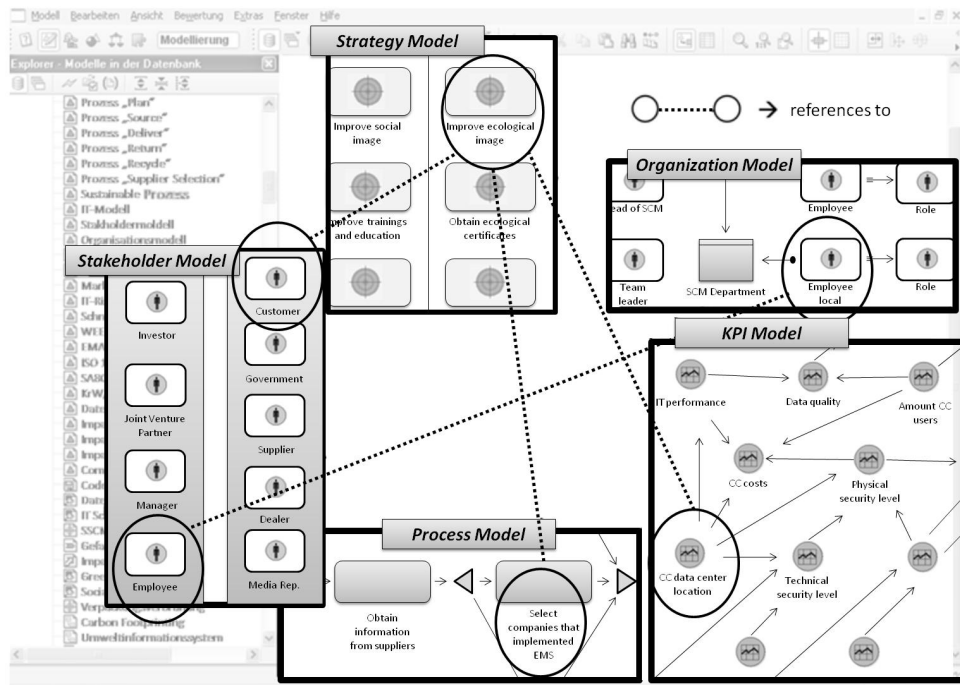 Modell Bearbeiten Ansicht Bewertung Extras Fenster Hilfe
Modellierung
Explorer - Modelle in der Datenbank
Prozess „Plan“
Prozess „Source“
Prozess „Deliver“
Prozess „Return“
Prozess „Recycle“
Prozess „Supplier Selection“
Sustainable Prozess
IT-Modell
Stakholdermoldell
Organisationsmodell
Umweltinformationssystem
Strategy Model
Improve social
image
Improve ecological
image
Improve trainings
and education
Obtain ecological
certificates
references to
Organization Model
ead of SCM
Employee
Role
Team
leader
SCM Department
Employee
local
Role
Stakeholder Model
Investor
Joint Venture
Partner
Manager
Employee
Customer
Government
Supplier
Dealer
Media Rep.
KPI Model
IT performance
Data quality
Amount CC
users
CC costs
Physical
security level
CC data center
location
Technical
security level
Process Model
Obtain
information
from suppliers
Select
companies that
implemented
EMS